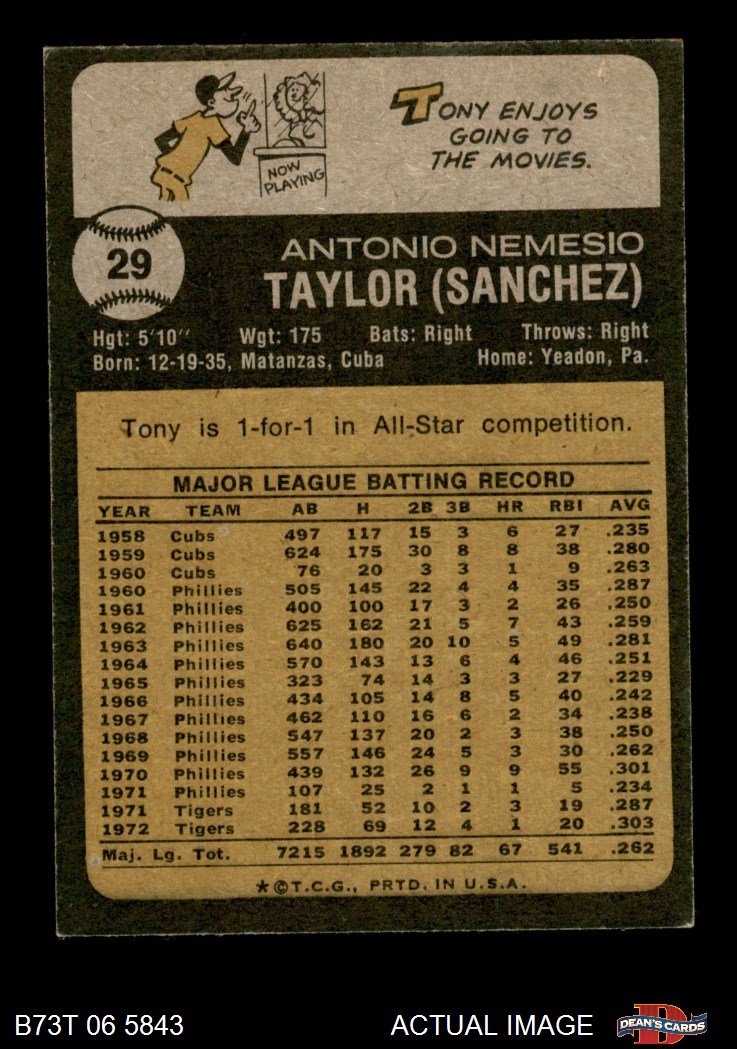 TONY ENJOYS
GOING TO
THE MOVIES.
NOW
PLAYING
29
ANTONIO NEMESIO
TAYLOR (SANCHEZ)
Hgt: 5'10" Wgt: 175 Bats: Right Throws: Right
Born: 12-19-35, Matanzas, Cuba Home: Yeadon, Pa.
Tony is 1-for-1 in All-Star competition.
MAJOR LEAGUE BATTING RECORD
YEAR TEAM AB H 2B 3B HR RBI AVG
1958 Cubs 497 117 15 3 6 27 .235
1959 Cubs 624 175 30 8 8 38 .280
1960 Cubs 76 20 3 3 1 9 .263
1960 Phillies 505 145 22 4 4 35 .287
1961 Phillies 400 100 17 3 2 26 .250
1962 Phillies 625 162 21 5 7 43 .259
1963 Phillies 640 180 20 10 5 49 .281
1964 Phillies 570 143 13 6 4 46 .251
1965 Phillies 323 74 14 3 3 27 .229
1966 Phillies 434 105 14 8 5 40 .242
1967 Phillies 462 110 16 6 2 34 .238
1968 Phillies 547 137 20 2 3 38 .250
1969 Phillies 557 146 24 5 3 30 .262
1970 Phillies 439 132 26 9 9 55 .301
1971 Phillies 107 25 2 1 1 5 .234
1971 Tigers 181 52 10 2 3 19 .287
1972 Tigers 228 69 12 4 1 20 .303
Maj. Lg. Tot. 7215 1892 279 82 67 541 .262
*©T.C.G., PRTD. IN U.S.A.
B73T 06 5843 ACTUAL IMAGE
D
DEAN'S CARDS